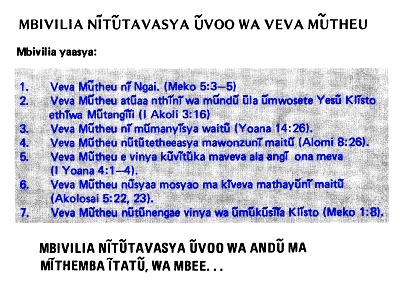 MBIVILIA NĨTŨTAVASYA ŨVOO WA VEVA MŨTHEU
Mbivilia yaasya:
1. Veva Mũtheu nĩ Ngai. (Meko 5:3–5)
2. Veva Mũtheu atũaa nthĩnĩ wa mũndũ ũla ũmwosete Yesũ Klĩsto
ethĩwa Mũtangĩĩi (I Akoli 3:16)
3. Veva Mũtheu nĩ mũmanyĩsya waitũ (Yoana 14:26).
4. Veva Mũtheu nũtũtetheeasya mawonzunĩ maitũ (Alomi 8:26).
5. Veva Mũtheu e vinya kũvĩtũka maveva ala angĩ ona meva
(I Yoana 4:1–4).
6. Veva Mũtheu nũsyaa mosyao ma kĩveva mathayũnĩ maitũ
(Akolosai 5:22, 23).
7. Veva Mũtheu nũtũnengae vinya wa ũmũkũsĩĩa Klĩsto (Meko 1:8).
MBIVILIA NĨTŨTAVASYA ŨVOO WA ANDŨ MA
MĨTHEMBA ĨTATŨ, WA MBEE...